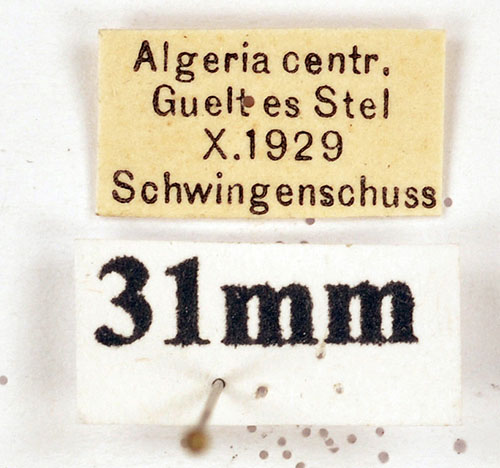 Algeria centr.
Guelt es Stel
X.1929
Schwingenschuss
31mm